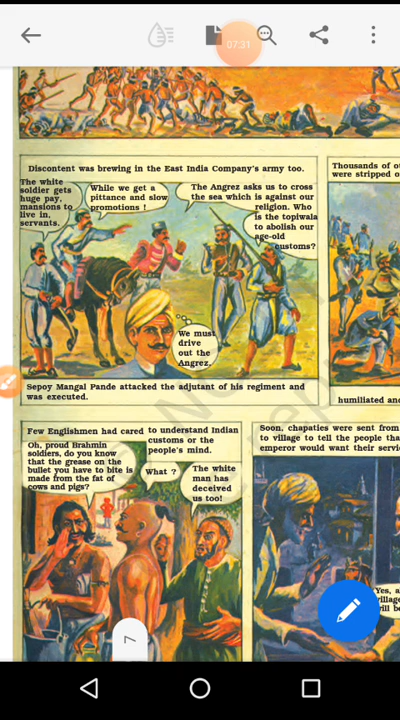 07:31
Discontent was brewing in the East India Company's army too.
The white
soldier gets
huge pay,
mansions to
live in,
servants.
While we get a
pittance and slow
promotions !
The Angrez asks us to cross
the sea which is against our
religion. Who
is the topiwala
to abolish our
age-old
customs?
We must
drive
out the
Angrez.
Sepoy Mangal Pande attacked the adjutant of his regiment and
was executed.
Thousands of
were stripped
humiliated
Few Englishmen had cared to understand Indian
customs or the
people's mind.
Oh, proud Brahmin
soldiers, do you know
that the grease on the
bullet you have to bite is
made from the fat of
cows and pigs?
What ?
The white
man has
deceived
us too!
Soon, chapaties were sent from
to village to tell the people
emperor would want their
Yes,
7